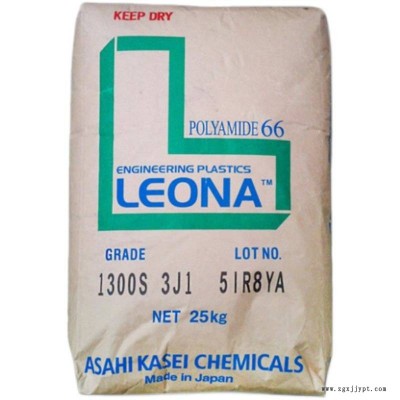 KEEP DRY
POLYAMIDE 66
ENGINEERING PLASTICS
LEONA™
GRADE LOT NO.
1300S 3J1 5IR8YA
NET 25kg
ASAHI KASEI CHEMICALS
Made in Japan
www.sgxjjypt.com